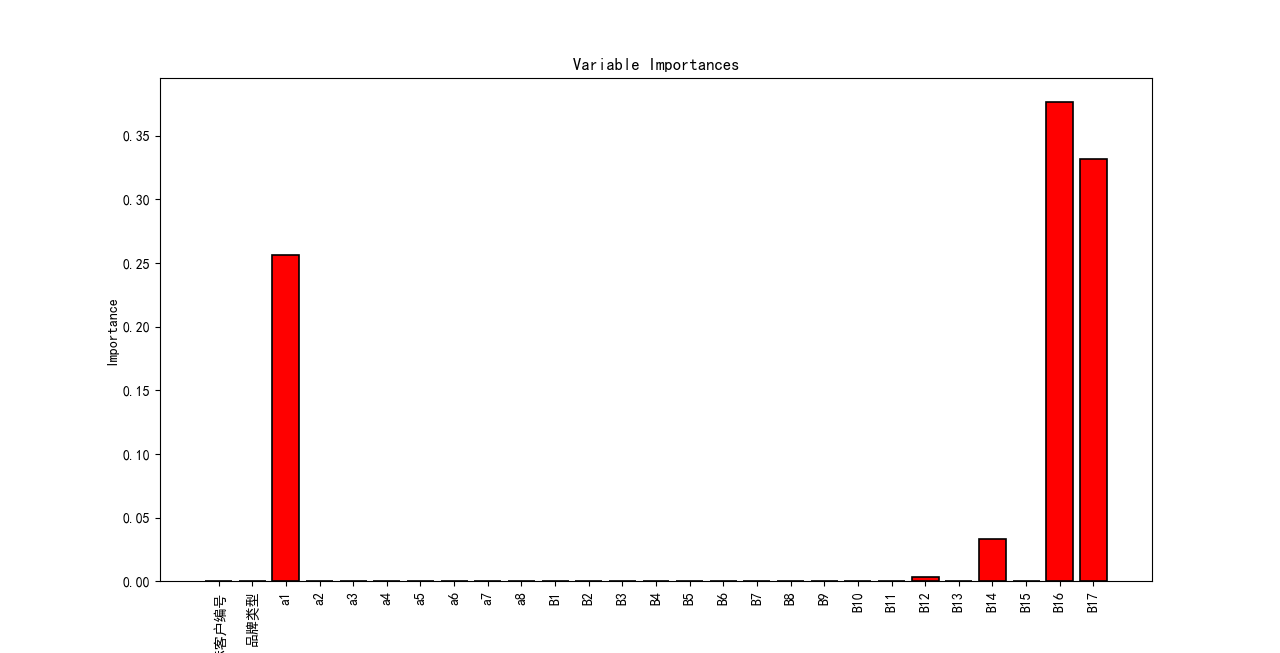 Variable Importances
Importance
0.35
0.30
0.25
0.20
0.15
0.10
0.05
0.00
客户编号
品牌类型
a1
a2
a3
a4
a5
a6
a7
a8
B1
B2
B3
B4
B5
B6
B7
B8
B9
B10
B11
B12
B13
B14
B15
B16
B17